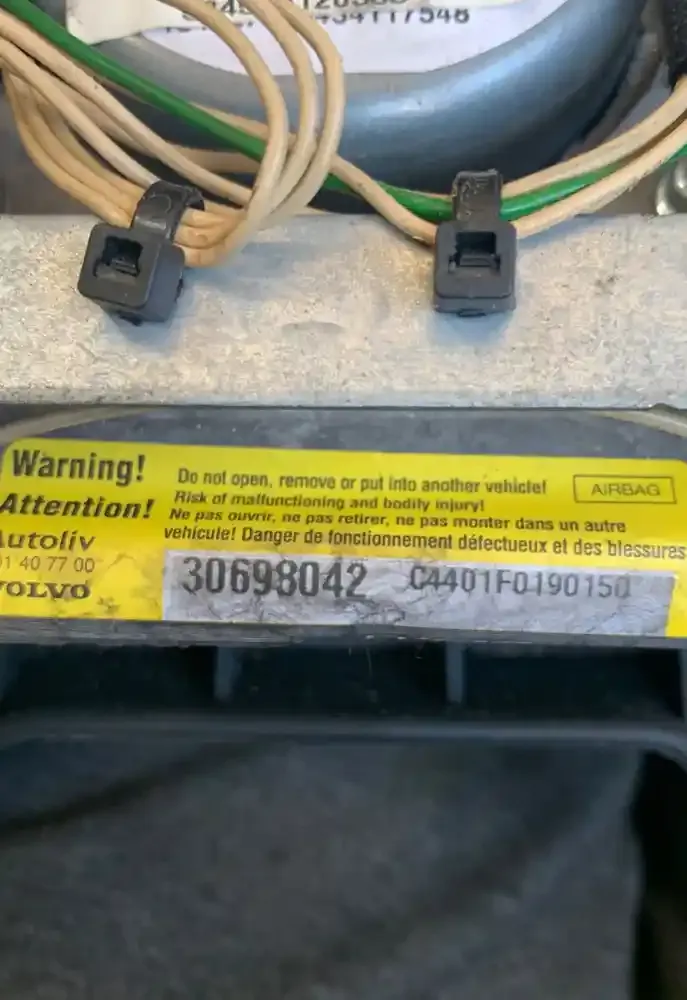 434117548
Warning!
Attention!
Do not open, remove or put into another vehicle!
Risk of malfunctioning and bodily injury!
Ne pas ouvrir, ne pas retirer, ne pas monter dans un autre
vehicule! Danger de fonctionnement défectueux et des blessures
AIRBAG
Autoliv
01 40 77 00
VOLVO
30698042 C4401F0190150